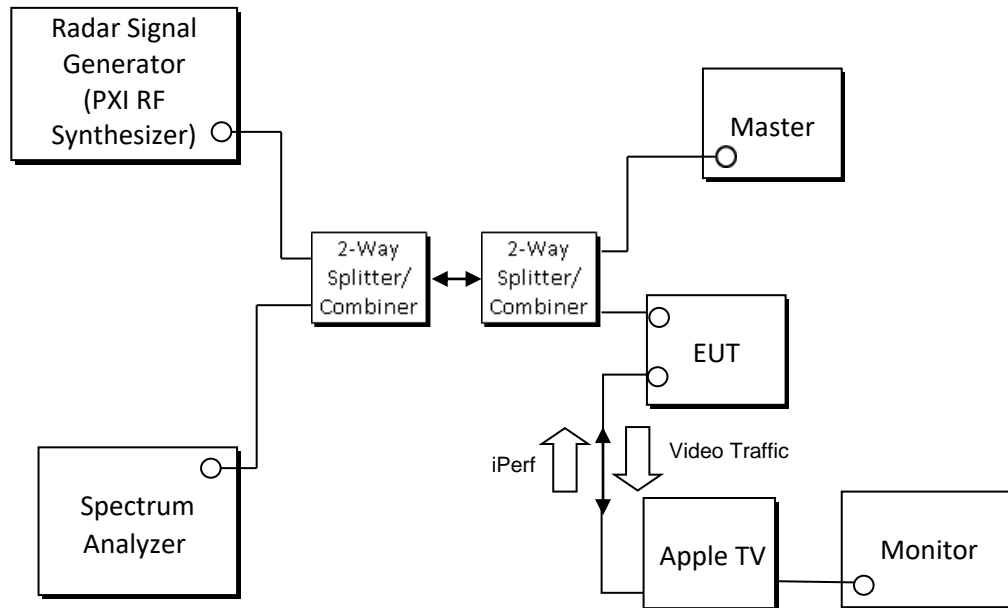 Radar Signal
Generator
(PXI RF
Synthesizer)
Master
2-Way
Splitter/
Combiner
2-Way
Splitter/
Combiner
EUT
iPerf
Video Traffic
Spectrum
Analyzer
Apple TV
Monitor